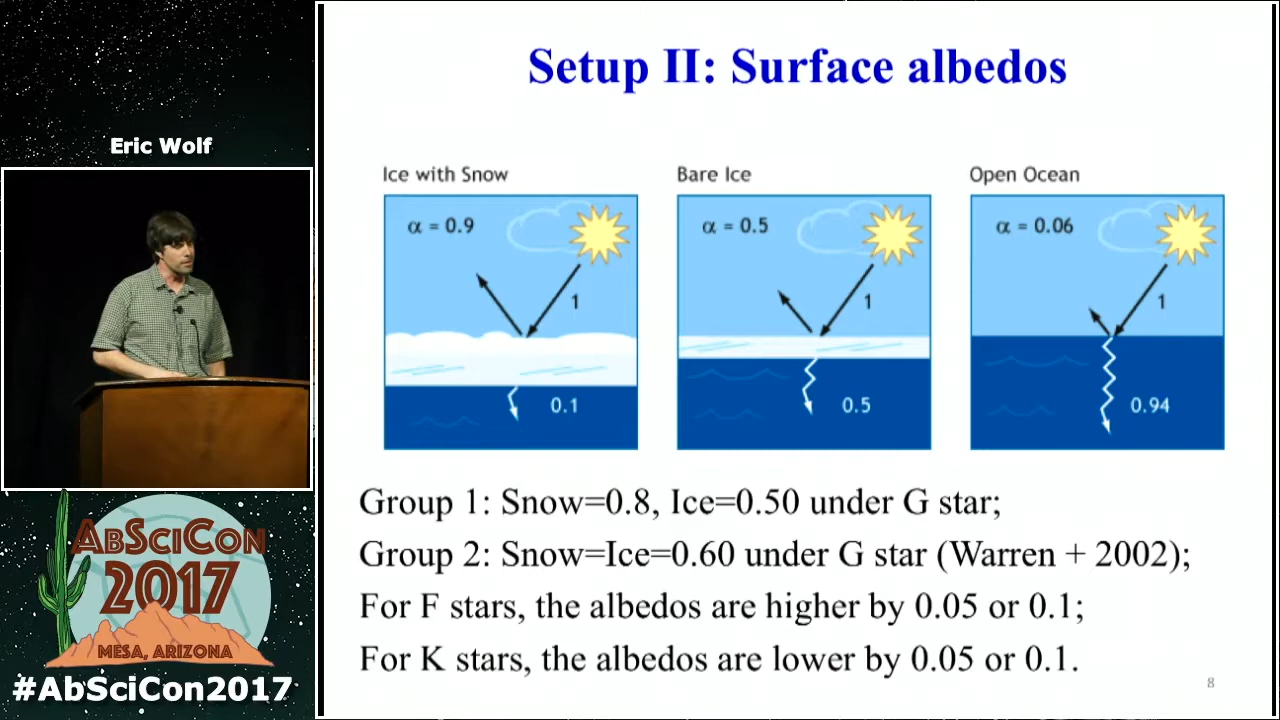 Setup II: Surface albedos
Eric Wolf
Ice with Snow
Bare Ice
Open Ocean
α = 0.9
α = 0.5
α = 0.06
1
1
1
0.1
0.5
0.94
Group 1: Snow=0.8, Ice=0.50 under G star;
Group 2: Snow=Ice=0.60 under G star (Warren + 2002);
For F stars, the albedos are higher by 0.05 or 0.1;
For K stars, the albedos are lower by 0.05 or 0.1.
8
ABSCICON
2017
MESA, ARIZONA
#AbSciCon2017